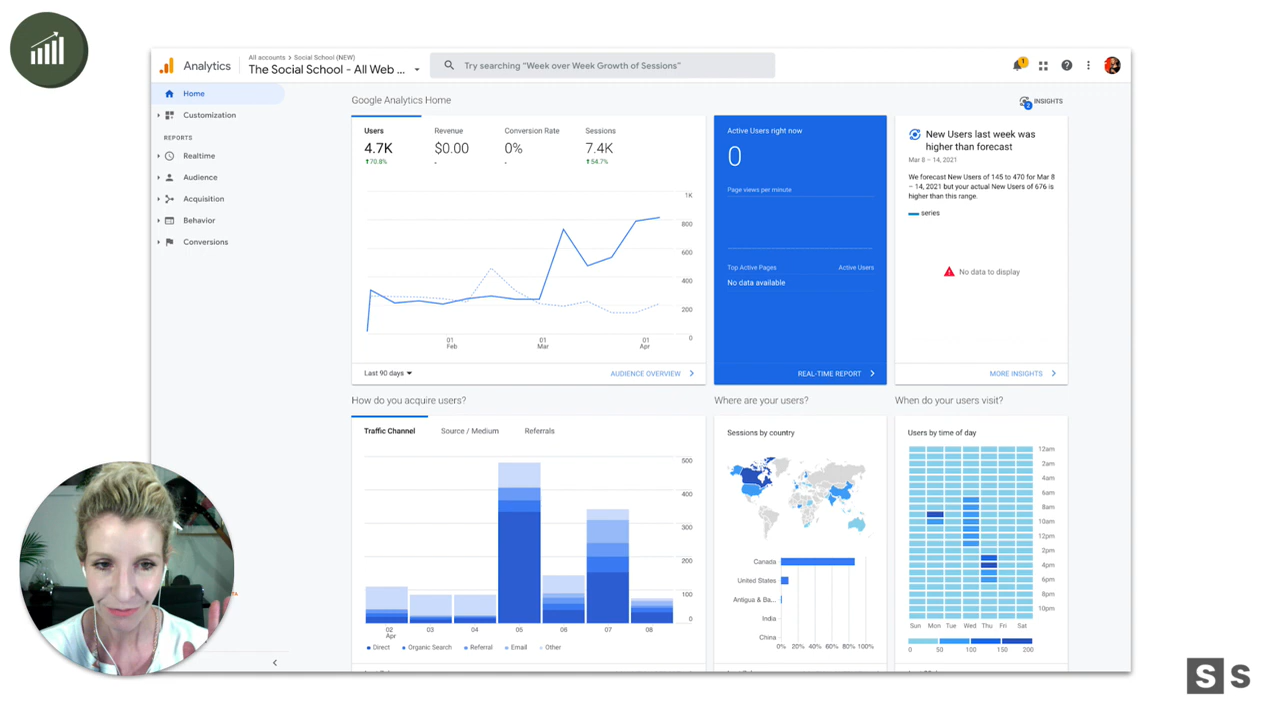 All accounts > Social School (NEW)
Analytics
The Social School - All Web ...
Try searching "Week over Week Growth of Sessions"
1
Home
Customization
REPORTS
Realtime
Audience
Acquisition
Behavior
Conversions
Google Analytics Home
INSIGHTS
2
Users
Revenue
Conversion Rate
Sessions
4.7K
$0.00
0%
7.4K
70.8%
-
-
54.7%
1K
800
600
400
200
0
01
Feb
01
Mar
01
Apr
Last 90 days
AUDIENCE OVERVIEW
Active Users right now
0
Page views per minute
Top Active Pages
Active Users
No data available
REAL-TIME REPORT
New Users last week was
higher than forecast
Mar 8 – 14, 2021
We forecast New Users of 145 to 470 for Mar 8
– 14, 2021 but your actual New Users of 676 is
higher than this range.
series
No data to display
MORE INSIGHTS
How do you acquire users?
Traffic Channel
Source / Medium
Referrals
500
400
300
200
100
0
02
Apr
03
04
05
06
07
08
Direct
Organic Search
Referral
Email
Other
Where are your users?
Sessions by country
Canada
United States
Antigua & Ba...
India
China
0% 20% 40% 60% 80% 100%
When do your users visit?
Users by time of day
12am
2am
4am
6am
8am
10am
12pm
2pm
4pm
6pm
8pm
10pm
Sun Mon Tue Wed Thu Fri Sat
0 50 100 150 200
S S